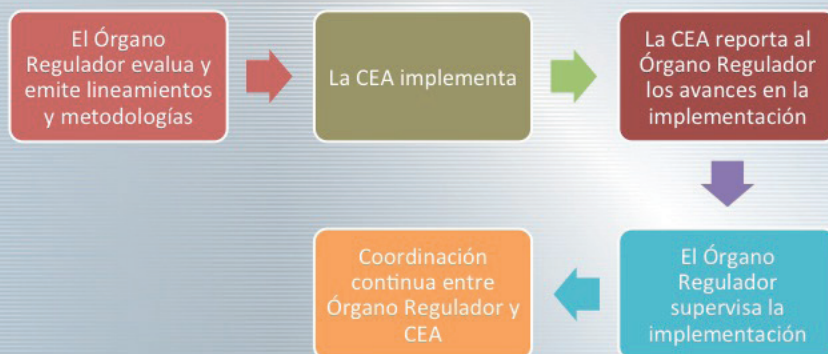 El Órgano
Regulador evalua y
emite lineamientos
y metodologías
La CEA implementa
La CEA reporta al
Órgano Regulador
los avances en la
implementación
El Órgano
Regulador
supervisa la
implementación
Coordinación
continua entre
Órgano Regulador y
CEA